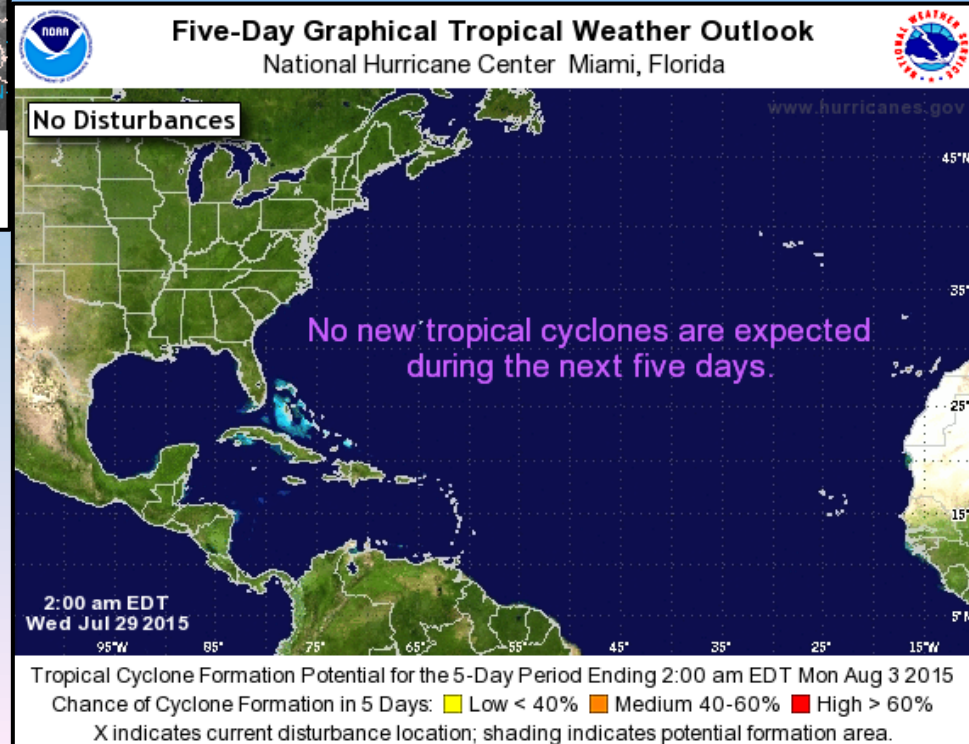 NOAA
Five-Day Graphical Tropical Weather Outlook
National Hurricane Center Miami, Florida
NATIONAL WEATHER SERVICE
No Disturbances
www.hurricanes.gov
45°N
35°
No new tropical cyclones are expected
during the next five days.
25°
15°
2:00 am EDT
Wed Jul 29 2015
5°N
95°W 85° 75° 65° 55° 45° 35° 25° 15°W
Tropical Cyclone Formation Potential for the 5-Day Period Ending 2:00 am EDT Mon Aug 3 2015
Chance of Cyclone Formation in 5 Days: Low < 40% Medium 40-60% High > 60%
X indicates current disturbance location; shading indicates potential formation area.